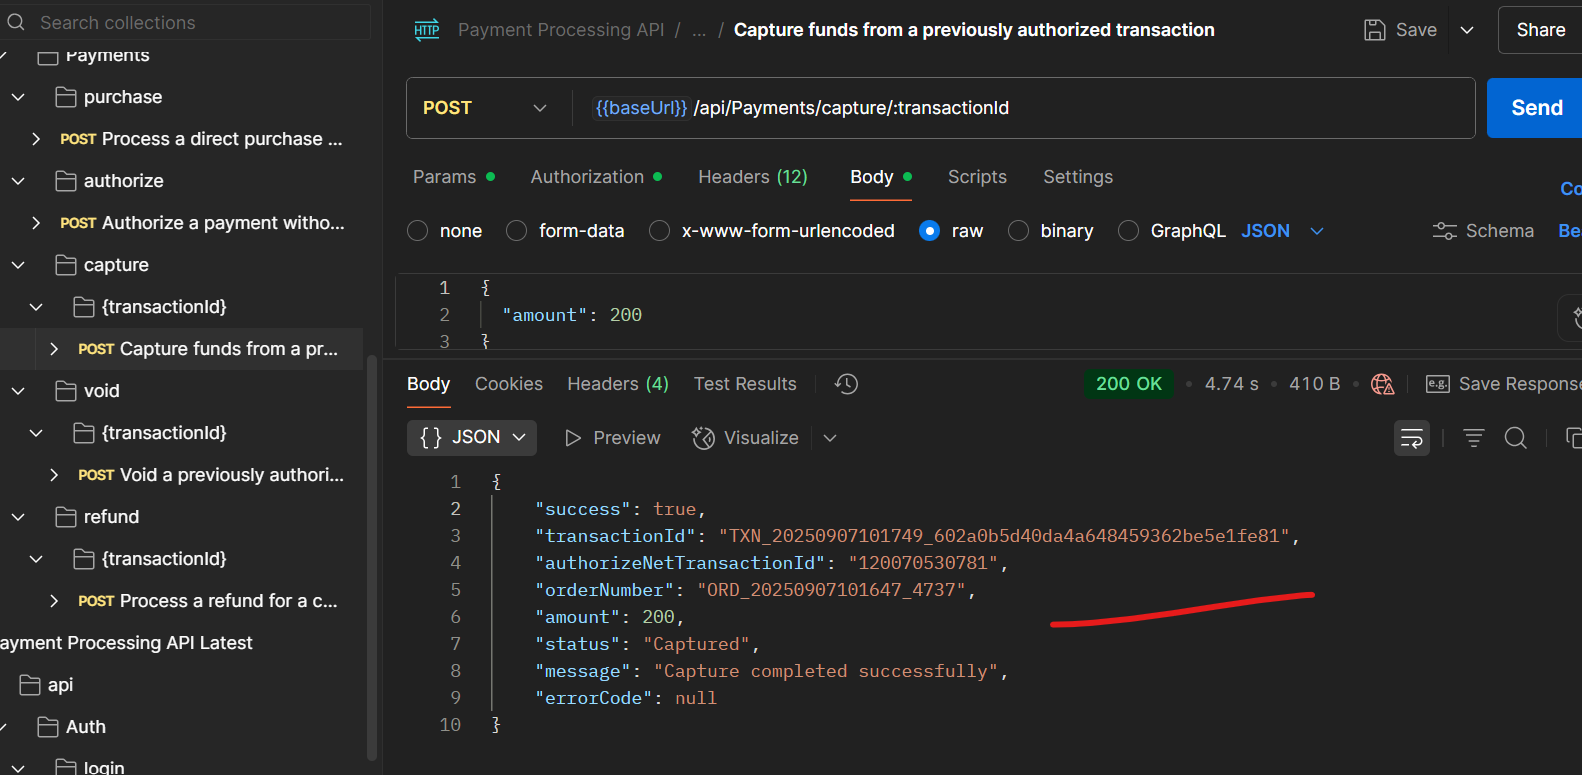 Search collections
Payments
purchase
POST Process a direct purchase ...
authorize
POST Authorize a payment witho...
capture
{transactionId}
POST Capture funds from a pr...
void
{transactionId}
POST Void a previously authori...
refund
{transactionId}
POST Process a refund for a c...
ayment Processing API Latest
api
Auth
login
HTTP Payment Processing API / ... / Capture funds from a previously authorized transaction
Save
Share
POST
{{baseUrl}} /api/Payments/capture/:transactionId
Send
Params Authorization Headers (12) Body Scripts Settings
Co
none form-data x-www-form-urlencoded raw binary GraphQL JSON
Schema Be
1 {
2 "amount": 200
3 }
Body Cookies Headers (4) Test Results
200 OK • 4.74 s • 410 B •
e.g. Save Response
{} JSON Preview Visualize
1 {
2 "success": true,
3 "transactionId": "TXN_20250907101749_602a0b5d40da4a648459362be5e1fe81",
4 "authorizeNetTransactionId": "120070530781",
5 "orderNumber": "ORD_20250907101647_4737",
6 "amount": 200,
7 "status": "Captured",
8 "message": "Capture completed successfully",
9 "errorCode": null
10 }